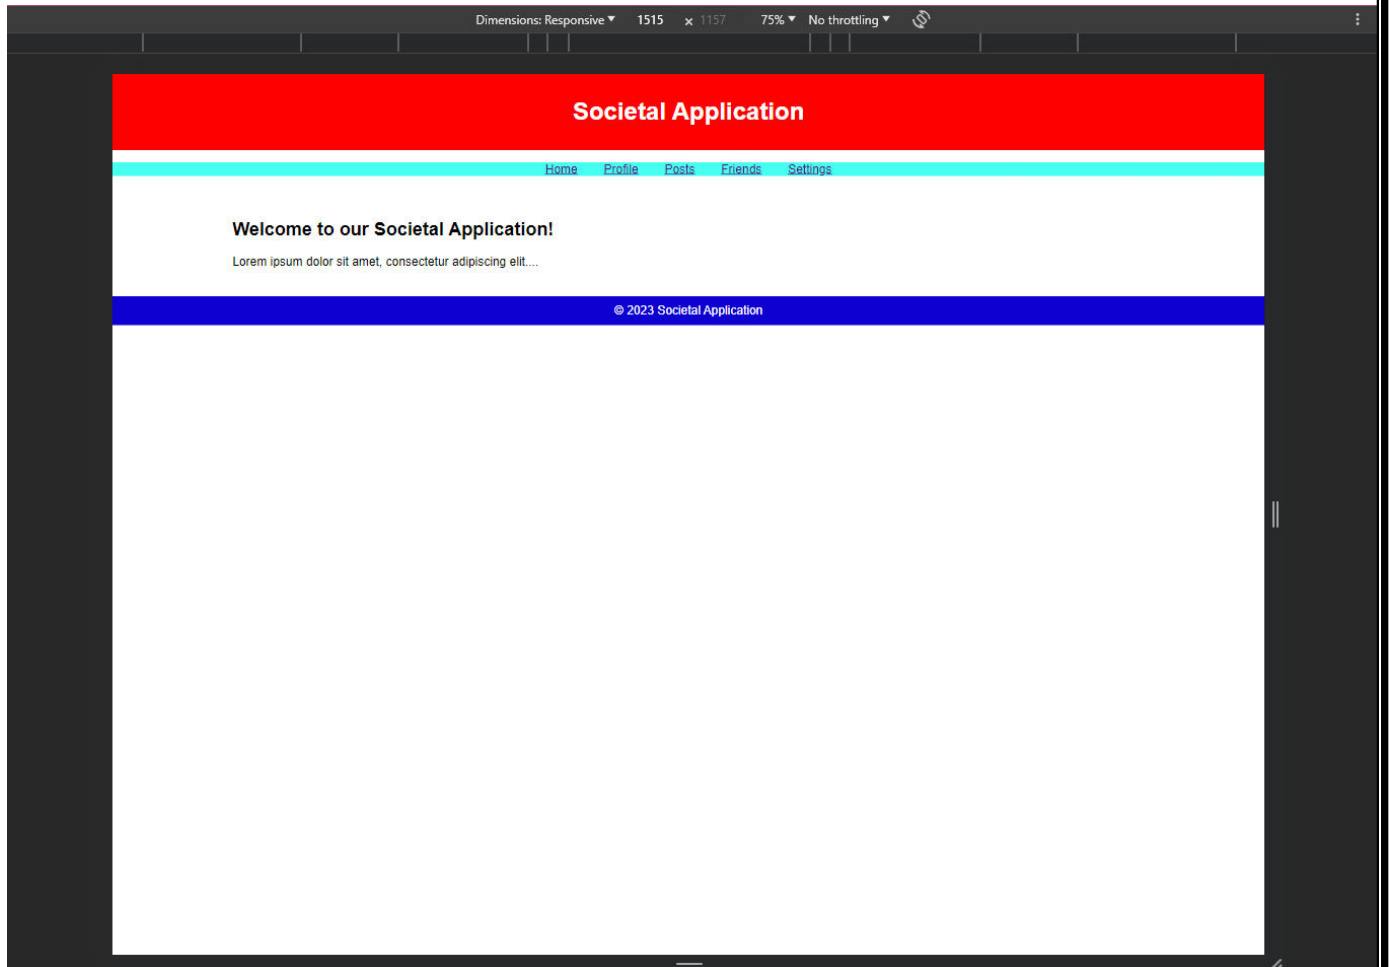 Dimensions: Responsive 1515 × 1157 75% No throttling
Societal Application
Home Profile Posts Friends Settings
Welcome to our Societal Application!
Lorem ipsum dolor sit amet, consectetur adipiscing elit....
© 2023 Societal Application